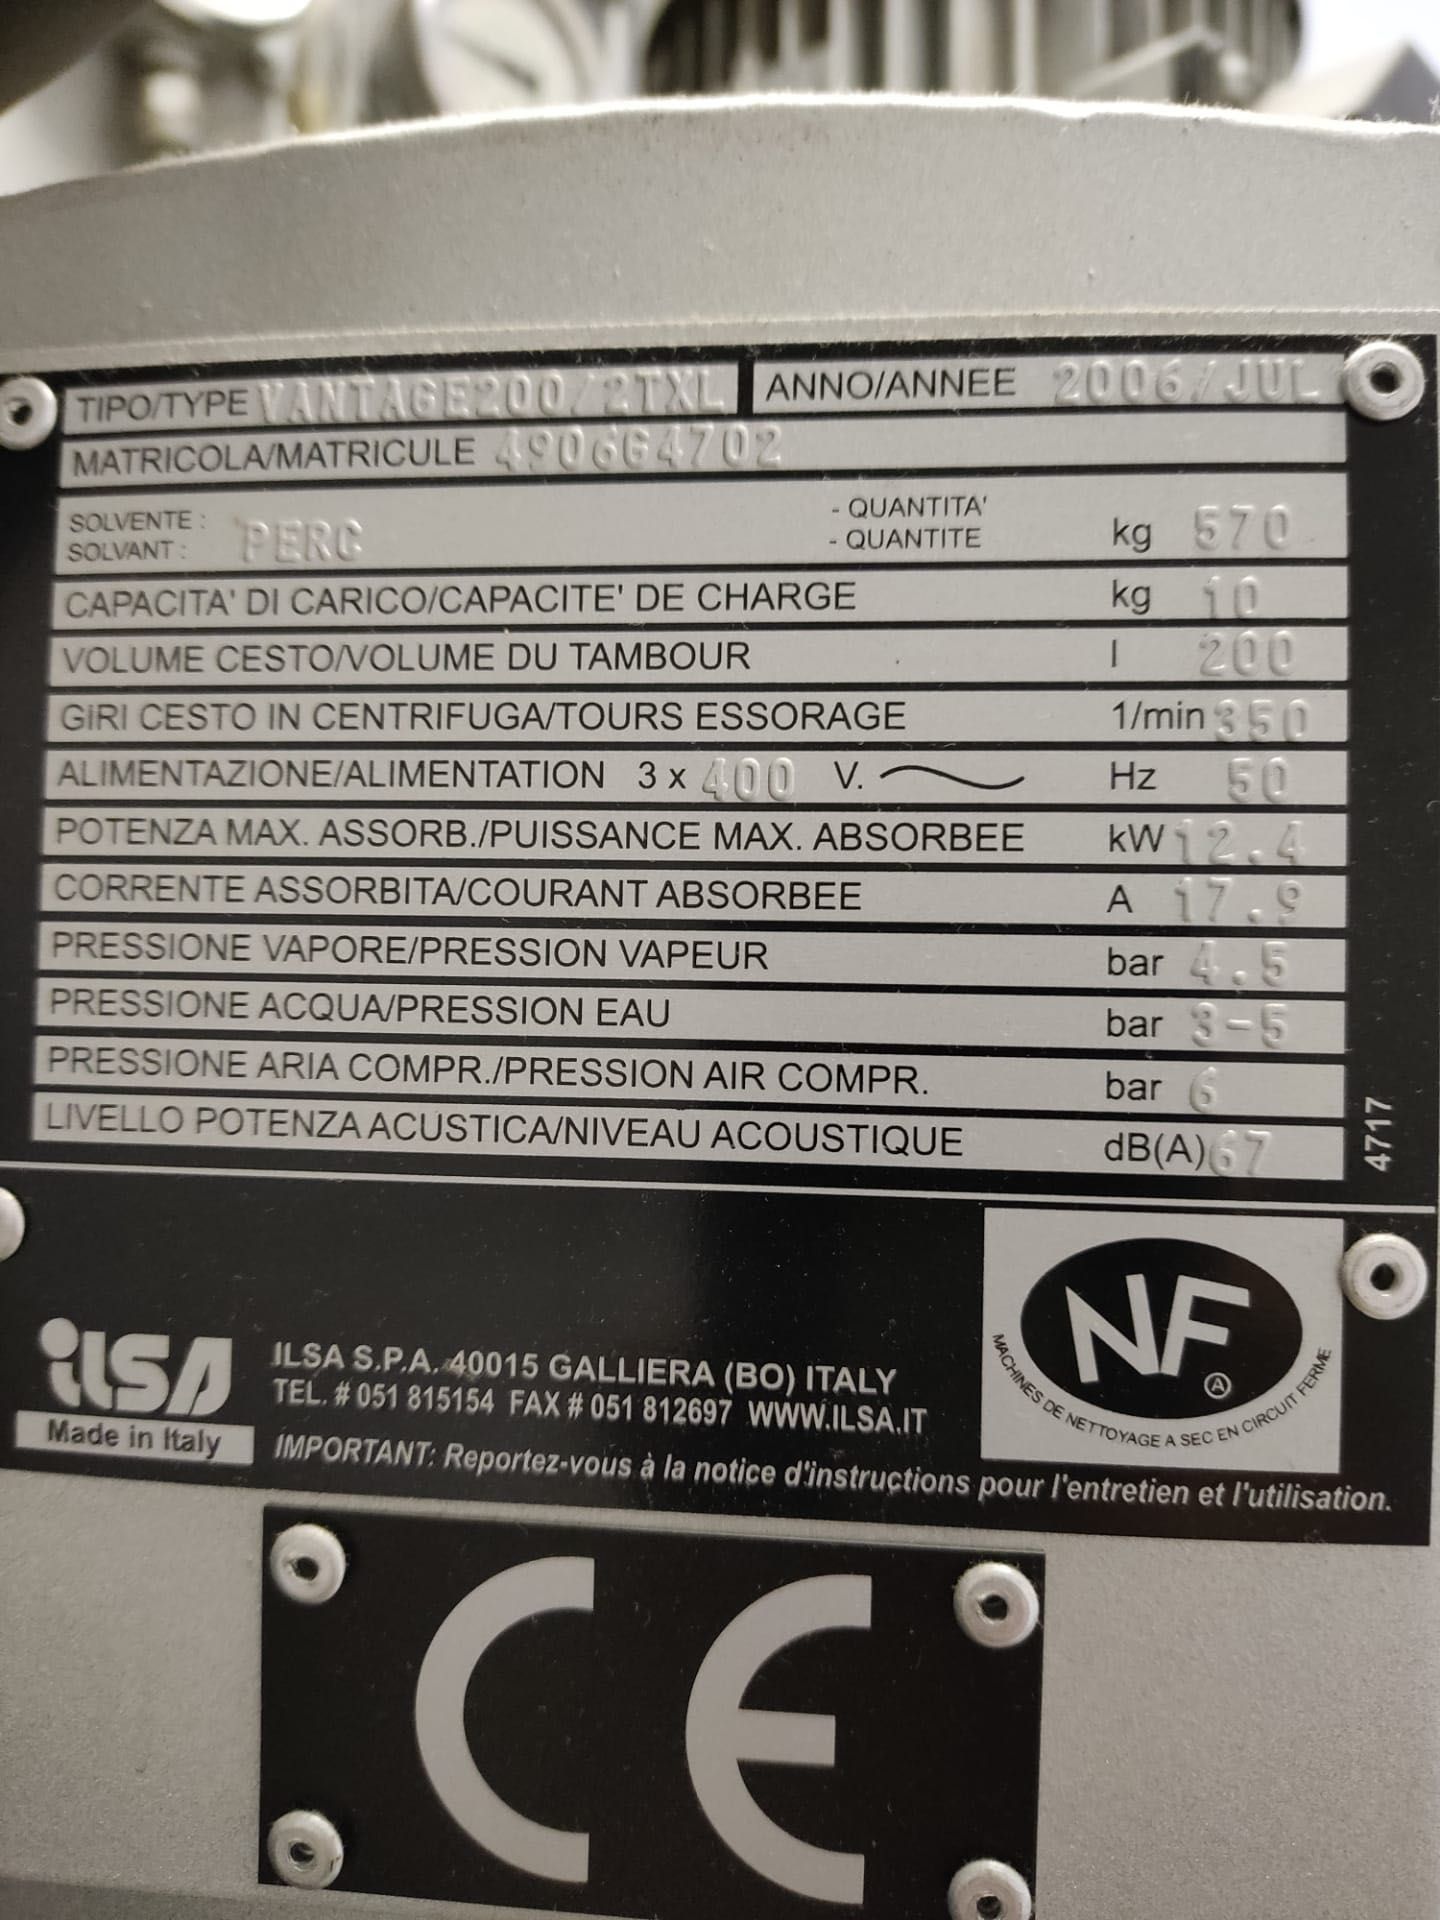 TIPO/TYPE VANTAGE200/2TXL ANNO/ANNEE 2006/JUL
MATRICOLA/MATRICULE 4906G4702
SOLVENTE :
SOLVANT : PERC - QUANTITA'
- QUANTITE kg 570
CAPACITA' DI CARICO/CAPACITE' DE CHARGE kg 10
VOLUME CESTO/VOLUME DU TAMBOUR l 200
GiRI CESTO IN CENTRIFUGA/TOURS ESSORAGE 1/min 350
ALIMENTAZIONE/ALIMENTATION 3 x 400 V. Hz 50
POTENZA MAX. ASSORB./PUISSANCE MAX. ABSORBEE kW 12.4
CORRENTE ASSORBITA/COURANT ABSORBEE A 17.9
PRESSIONE VAPORE/PRESSION VAPEUR bar 4.5
PRESSIONE ACQUA/PRESSION EAU bar 3-5
PRESSIONE ARIA COMPR./PRESSION AIR COMPR. bar 6
LIVELLO POTENZA ACUSTICA/NIVEAU ACOUSTIQUE dB(A) 67
4717
ilSA
Made in Italy
ILSA S.P.A. 40015 GALLIERA (BO) ITALY
TEL. # 051 815154 FAX # 051 812697 WWW.ILSA.IT
IMPORTANT: Reportez-vous à la notice d'instructions pour l'entretien et l'utilisation.
NF
A
MACHINES DE NETTOYAGE A SEC EN CIRCUIT FERME
CE